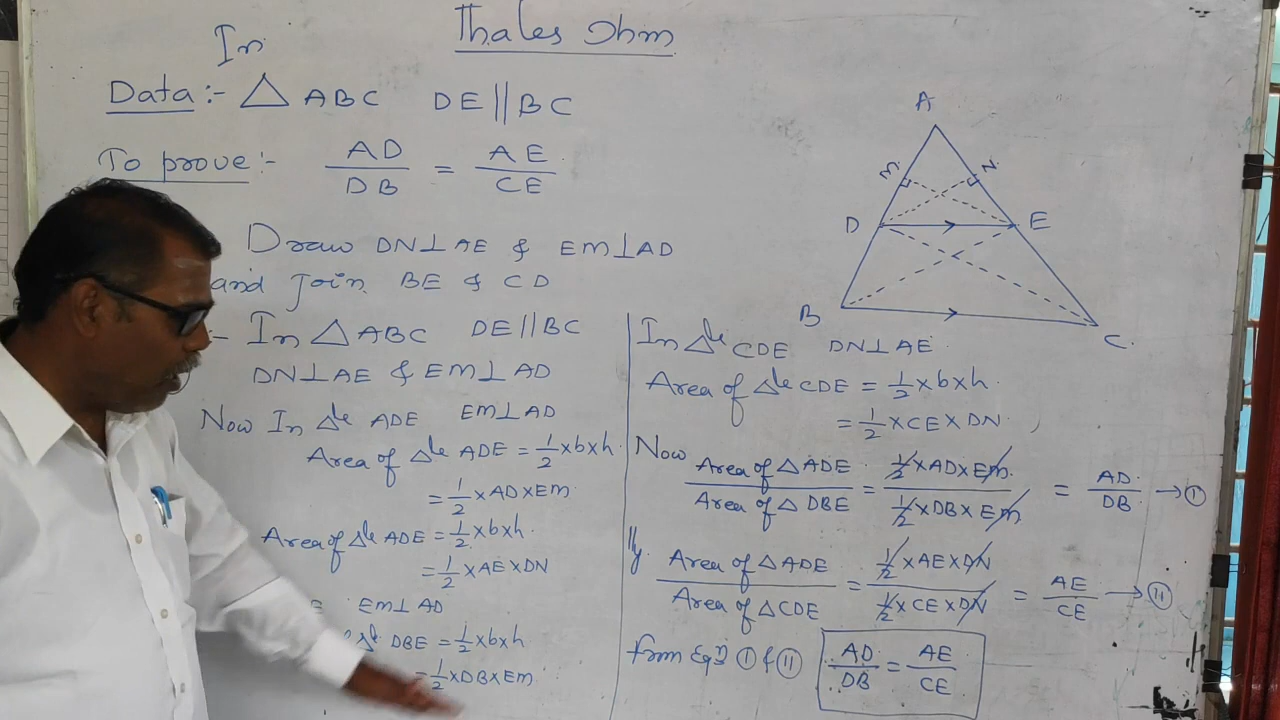 Thales Thm
In
Data:- △ ABC DE||BC
To prove:- AD/DB = AE/CE
Draw DN⊥AE & EM⊥AD
and Join BE & CD
:- In △ABC DE||BC
DN⊥AE & EM⊥AD
Now In △le ADE EM⊥AD
Area of △le ADE = 1/2 × b × h
= 1/2 × AD × EM
Area of △le ADE = 1/2 × b × h
= 1/2 × AE × DN
EM⊥AD
△le DBE = 1/2 × b × h
= 1/2 × DB × EM
In △le CDE DN⊥AE
Area of △le CDE = 1/2 × b × h
= 1/2 × CE × DN
Now Area of △ ADE / Area of △ DBE = 1/2 × AD × EM / 1/2 × DB × EM = AD/DB → (I)
|||ly Area of △ADE / Area of △CDE = 1/2 × AE × DN / 1/2 × CE × DN = AE/CE → (II)
from Eqn (I) & (II) AD/DB = AE/CE
A
M N
D E
B C